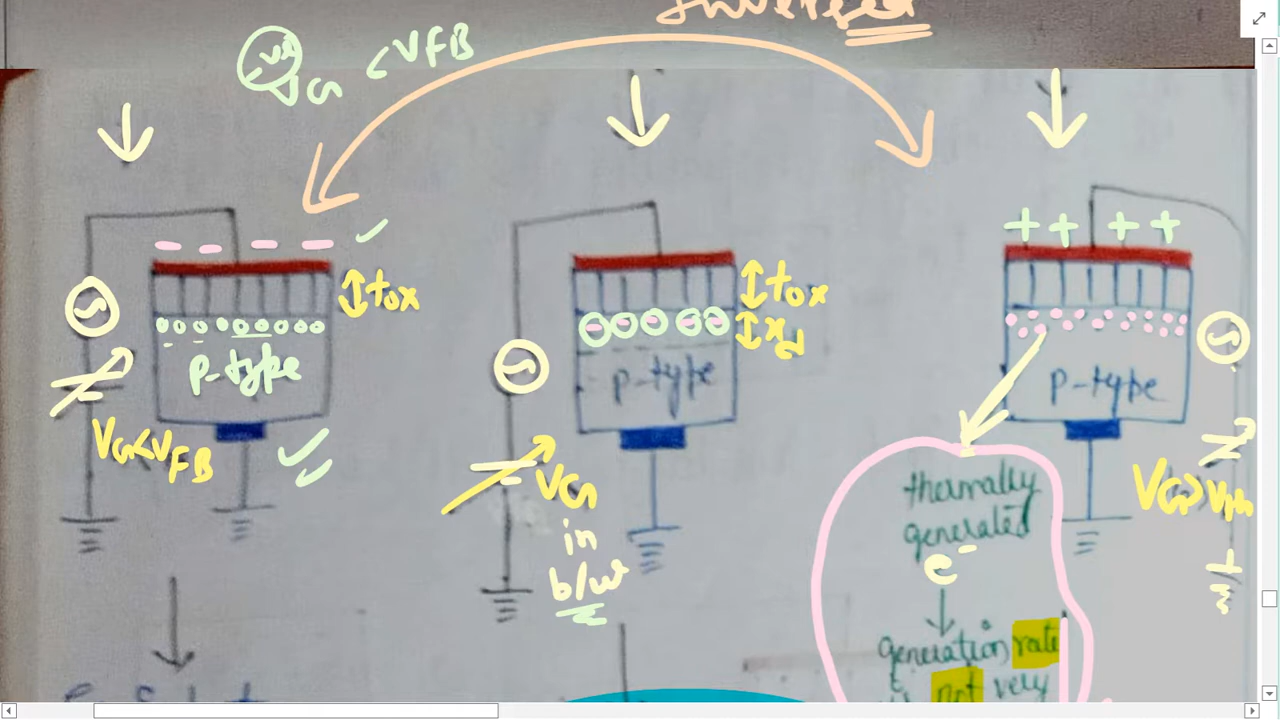 Inversed
VG < VFB
tox
p-type
VG<VFB
tox
xd
p-type
VG
in
b/w
+ + + +
p-type
VG>Vth
thermally
generated
e-
generation rate
not very